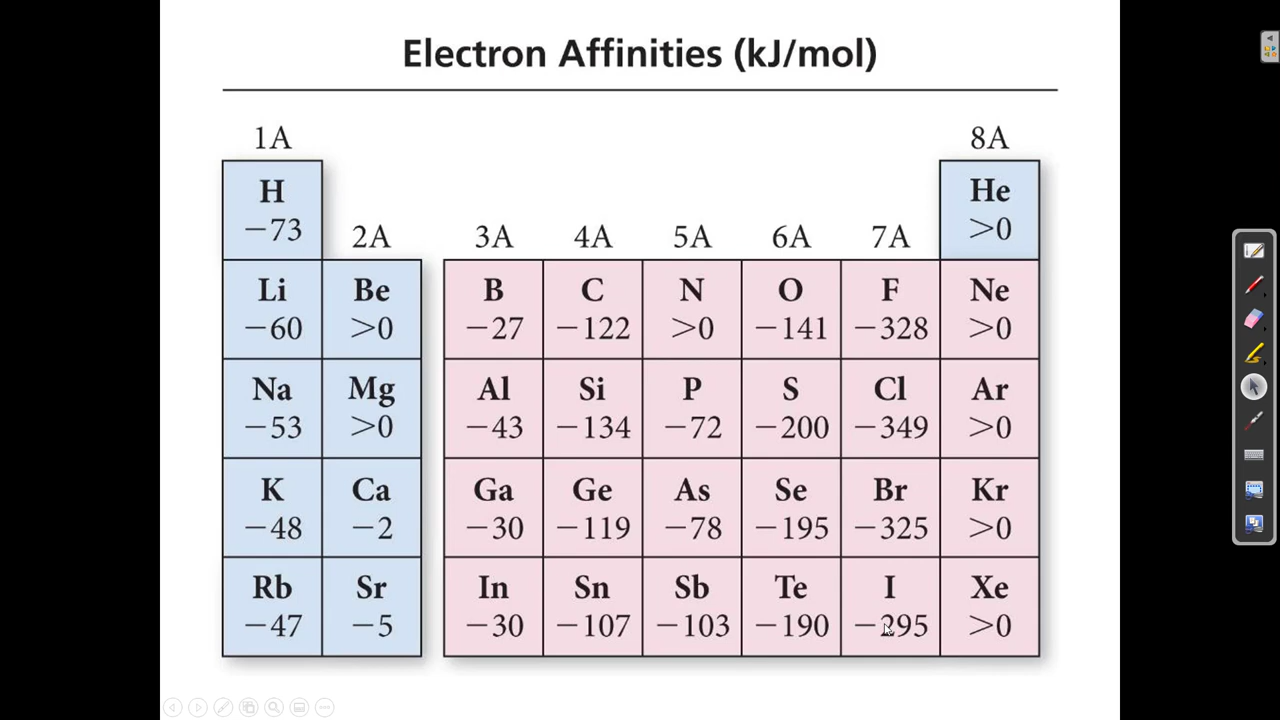 Electron Affinities (kJ/mol)
1A 8A
H He
−73 >0
2A 3A 4A 5A 6A 7A
Li Be B C N O F Ne
−60 >0 −27 −122 >0 −141 −328 >0
Na Mg Al Si P S Cl Ar
−53 >0 −43 −134 −72 −200 −349 >0
K Ca Ga Ge As Se Br Kr
−48 −2 −30 −119 −78 −195 −325 >0
Rb Sr In Sn Sb Te I Xe
−47 −5 −30 −107 −103 −190 −295 >0